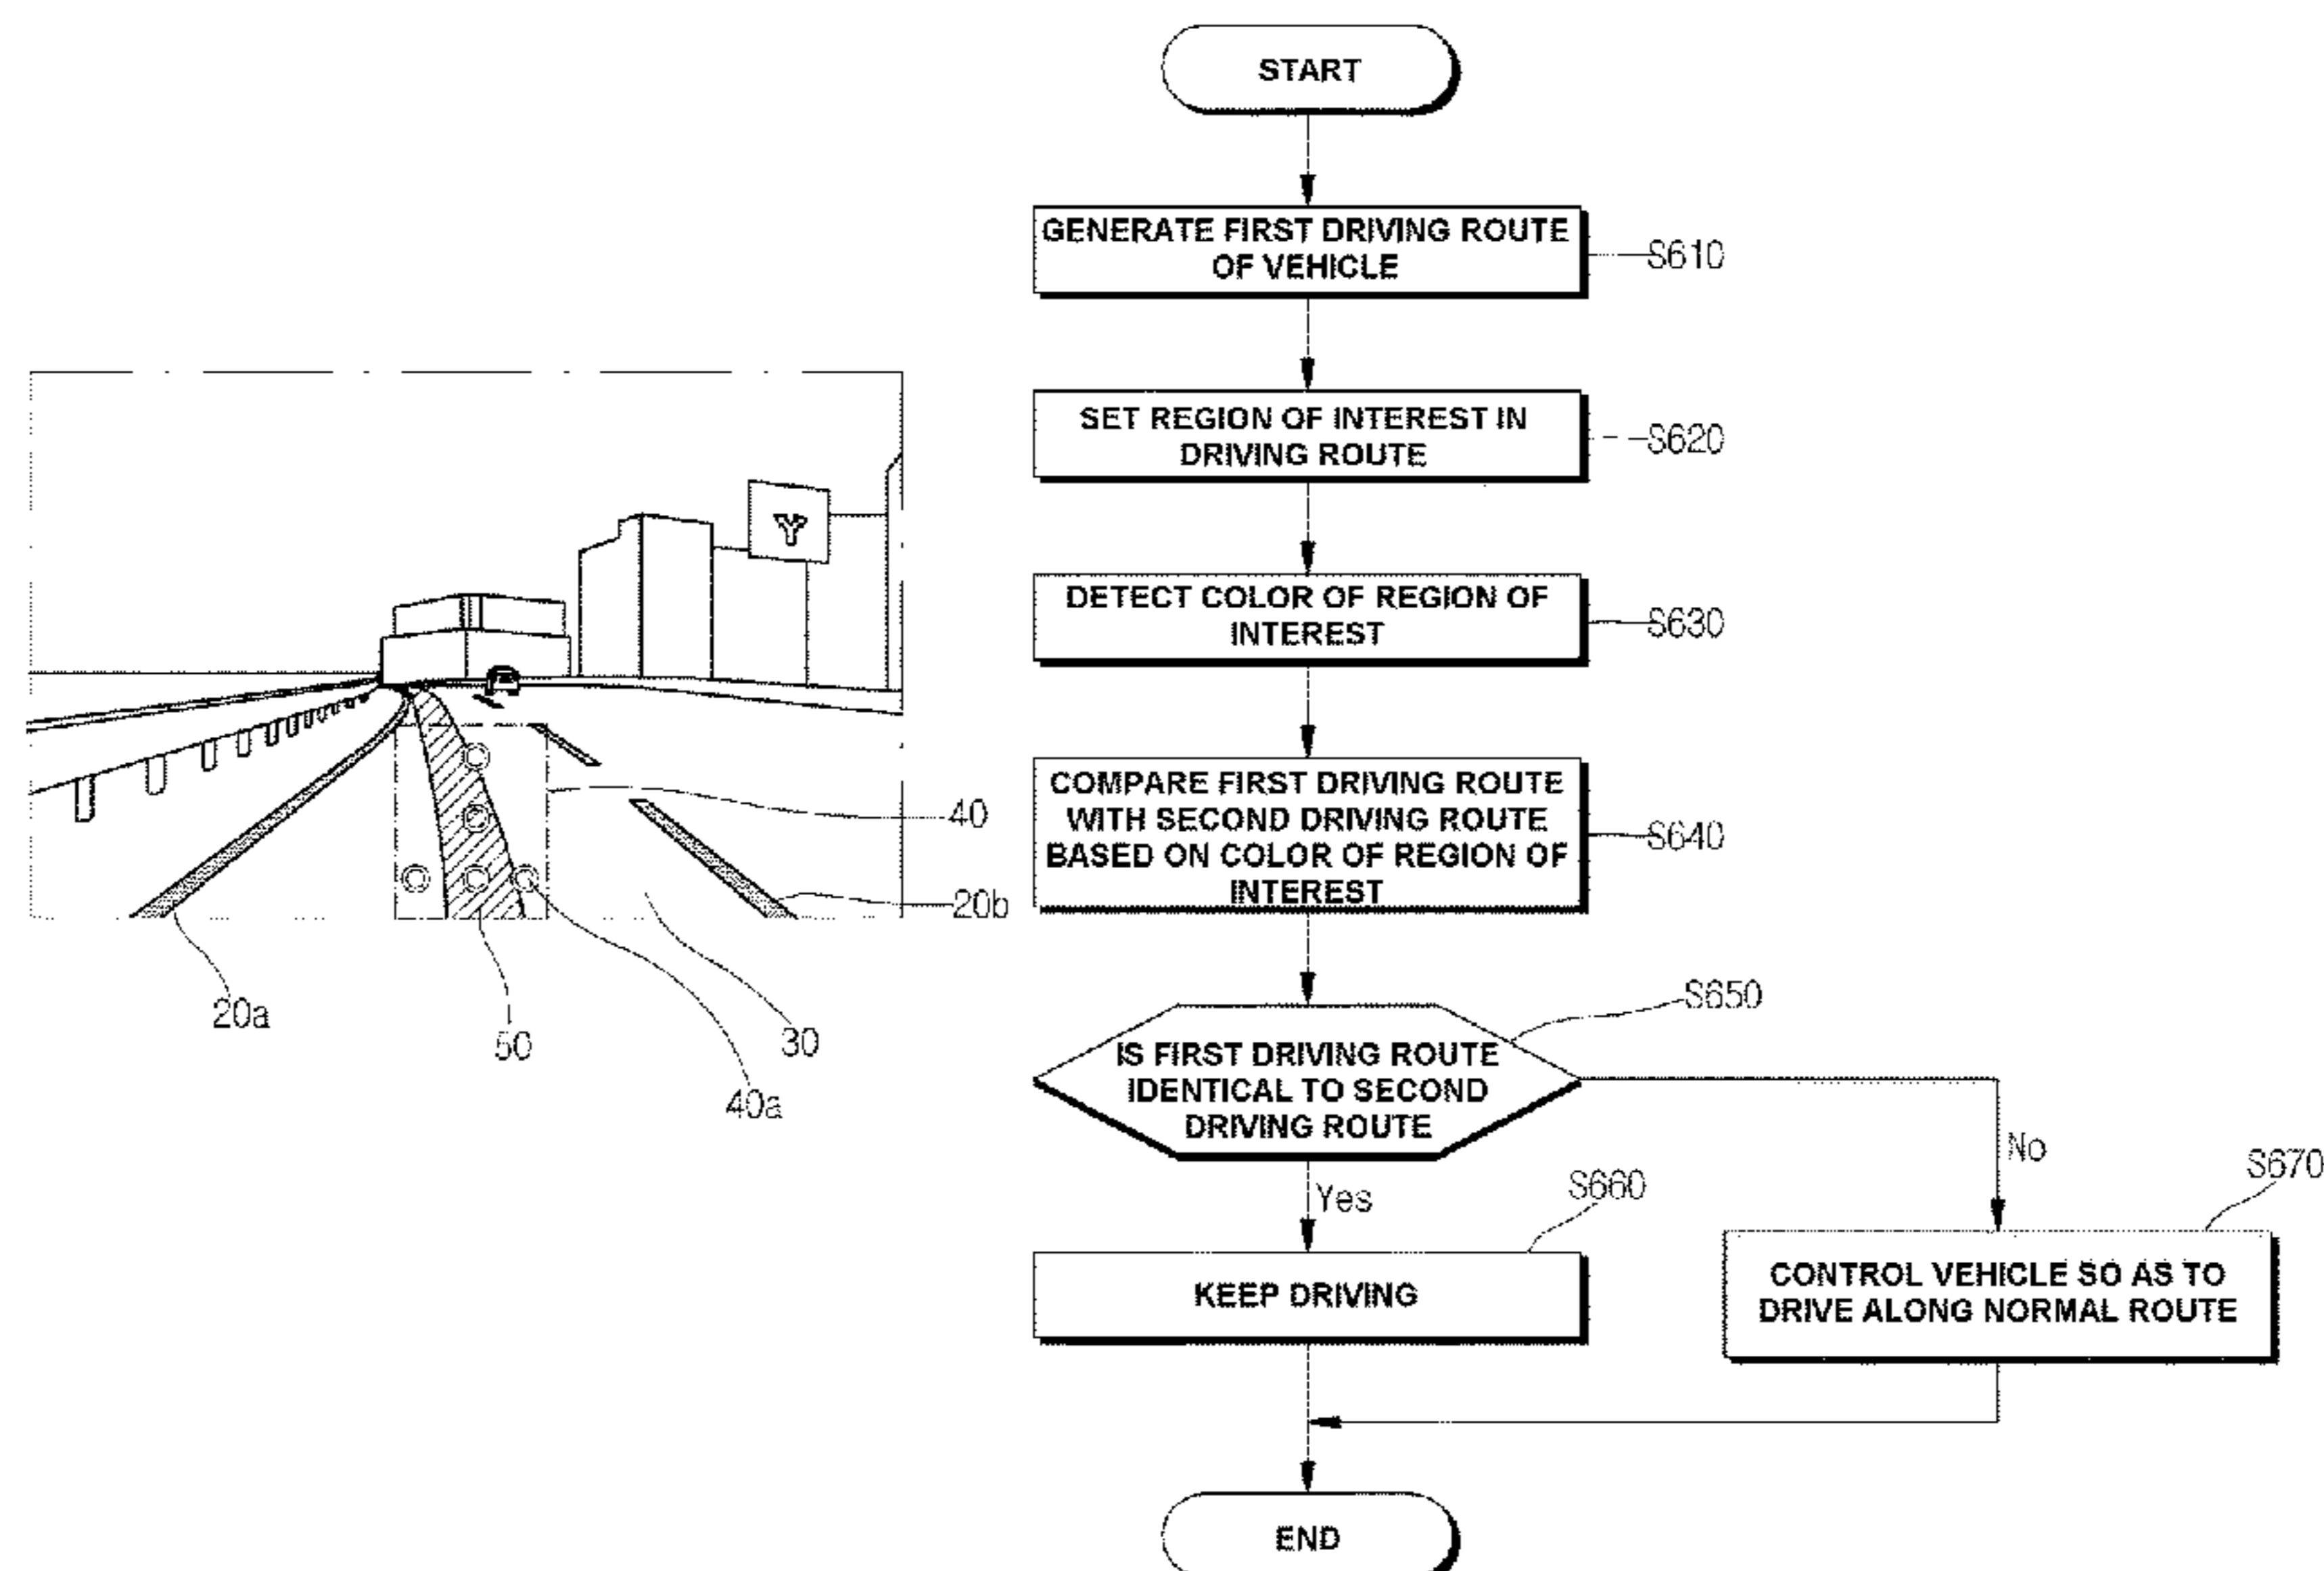 Y
40
20b
20a
50
30
40a
START
GENERATE FIRST DRIVING ROUTE
OF VEHICLE
S610
SET REGION OF INTEREST IN
DRIVING ROUTE
S620
DETECT COLOR OF REGION OF
INTEREST
S630
COMPARE FIRST DRIVING ROUTE
WITH SECOND DRIVING ROUTE
BASED ON COLOR OF REGION OF
INTEREST
S640
S650
IS FIRST DRIVING ROUTE
IDENTICAL TO SECOND
DRIVING ROUTE
No
Yes
S660
S670
KEEP DRIVING
CONTROL VEHICLE SO AS TO
DRIVE ALONG NORMAL ROUTE
END